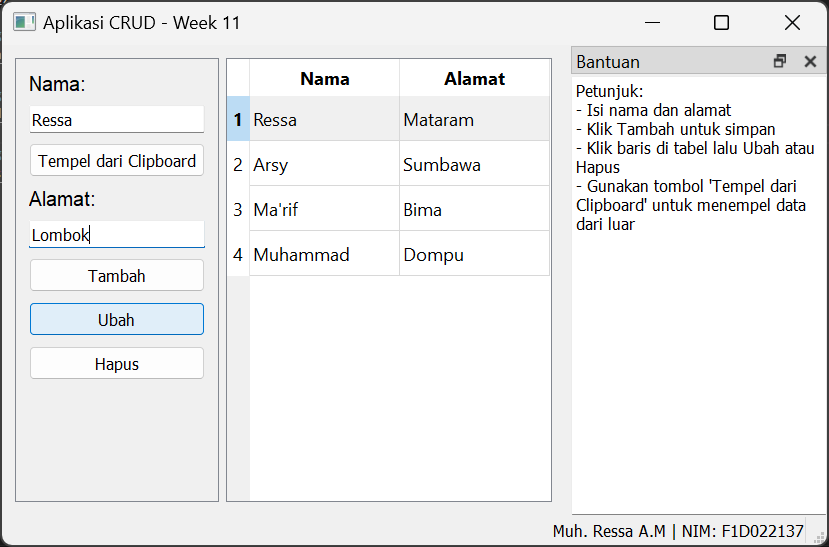 Aplikasi CRUD - Week 11
Nama:
Ressa
Tempel dari Clipboard
Alamat:
Lombok
Tambah
Ubah
Hapus
Nama Alamat
1 Ressa Mataram
2 Arsy Sumbawa
3 Ma'rif Bima
4 Muhammad Dompu
Bantuan
Petunjuk:
- Isi nama dan alamat
- Klik Tambah untuk simpan
- Klik baris di tabel lalu Ubah atau
Hapus
- Gunakan tombol 'Tempel dari
Clipboard' untuk menempel data
dari luar
Muh. Ressa A.M | NIM: F1D022137